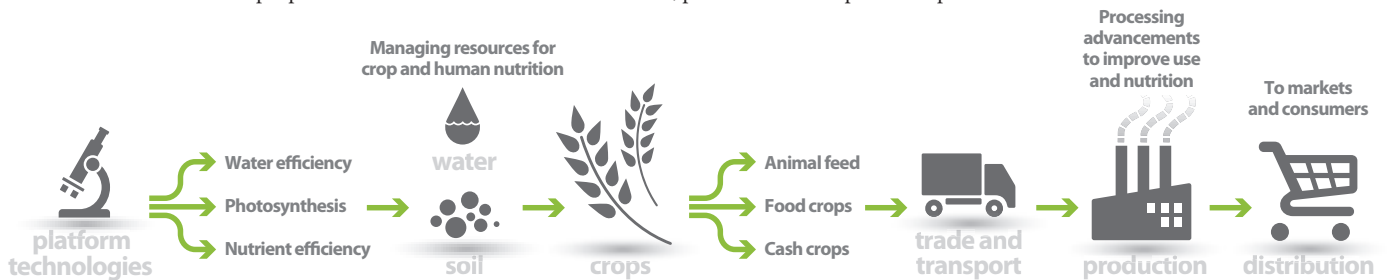 Managing resources for
crop and human nutrition
Processing
advancements
to improve use
and nutrition
To markets
and consumers
Water efficiency
Photosynthesis
Nutrient efficiency
water
Animal feed
Food crops
Cash crops
platform
technologies
soil
crops
trade and
transport
production
distribution